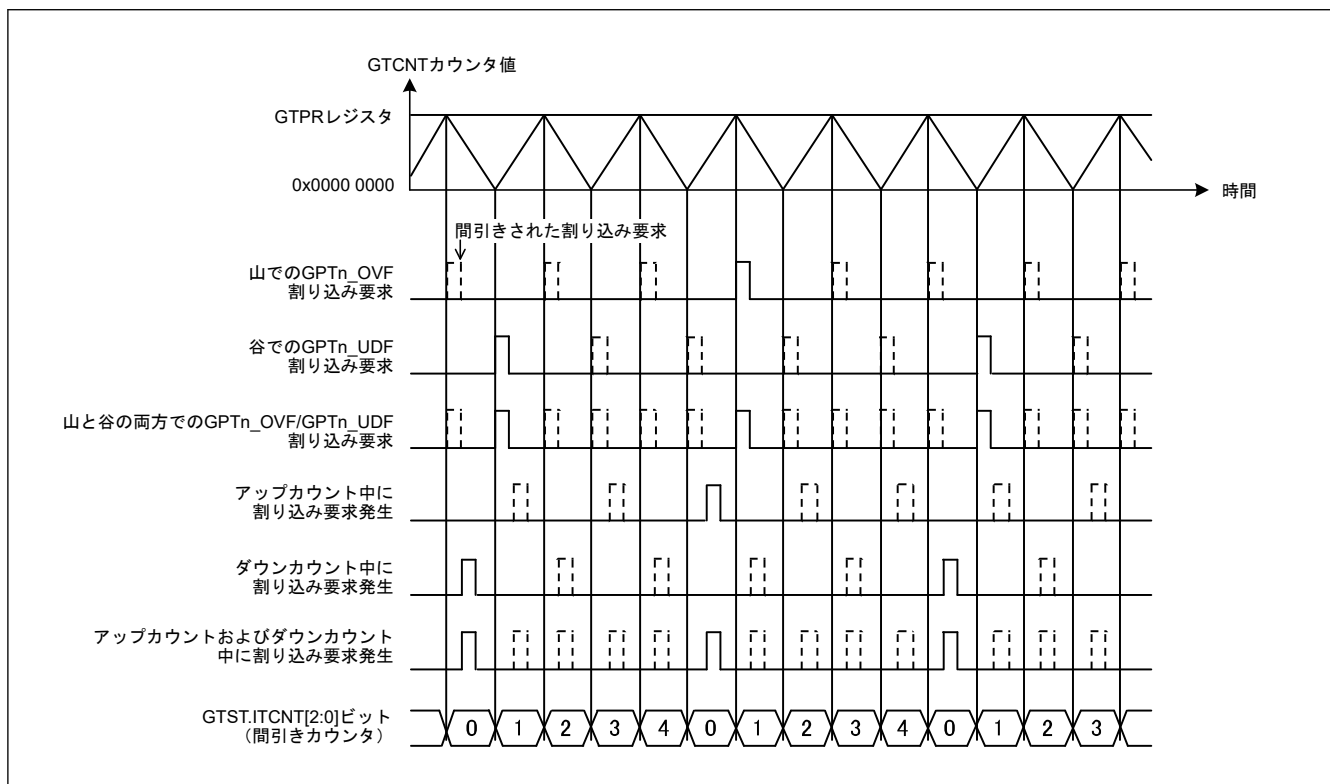 GTCNTカウンタ値
GTPRレジスタ
0x0000 0000
時間
間引きされた割り込み要求
山でのGPTn_OVF
割り込み要求
谷でのGPTn_UDF
割り込み要求
山と谷の両方でのGPTn_OVF/GPTn_UDF
割り込み要求
アップカウント中に
割り込み要求発生
ダウンカウント中に
割り込み要求発生
アップカウントおよびダウンカウント
中に割り込み要求発生
GTST.ITCNT[2:0]ビット
（間引きカウンタ）
0 1 2 3 4 0 1 2 3 4 0 1 2 3